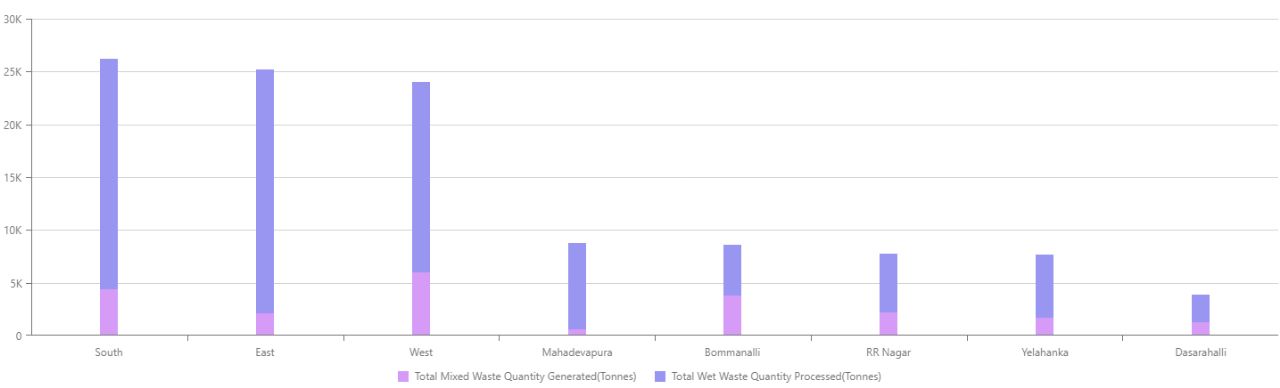 30K
25K
20K
15K
10K
5K
0
South East West Mahadevapura Bommanalli RR Nagar Yelahanka Dasarahalli
Total Mixed Waste Quantity Generated(Tonnes) Total Wet Waste Quantity Processed(Tonnes)